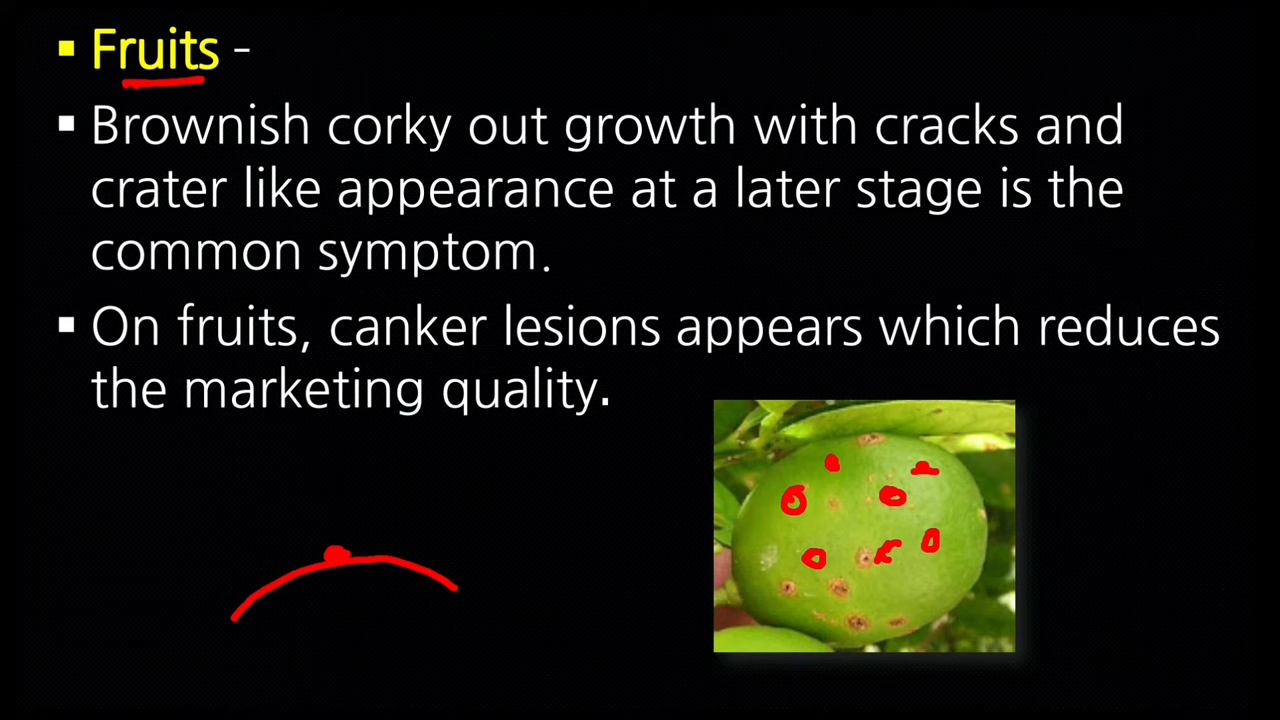 Fruits -
Brownish corky out growth with cracks and
crater like appearance at a later stage is the
common symptom.
On fruits, canker lesions appears which reduces
the marketing quality.